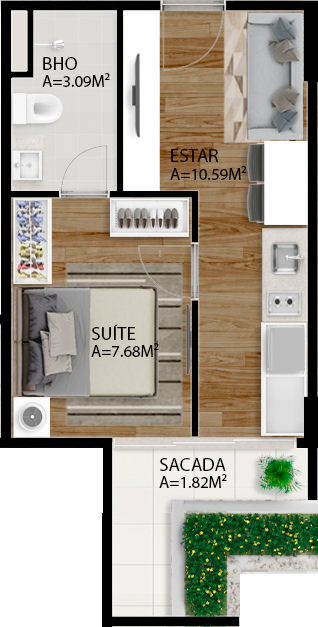 BHO
A=3.09M²
ESTAR
A=10.59M²
SUÍTE
A=7.68M²
SACADA
A=1.82M²